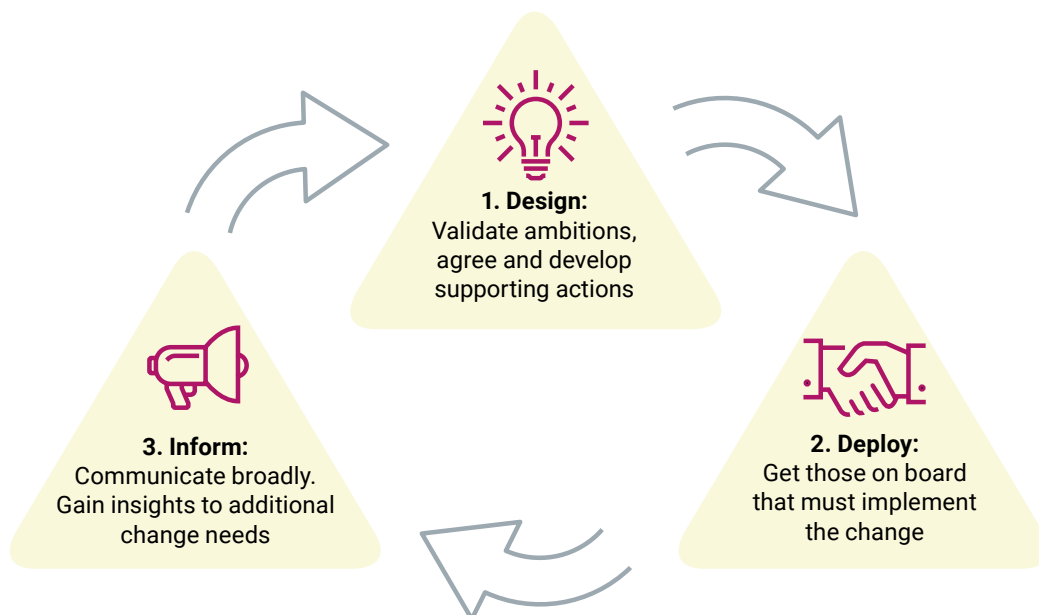 1. Design:
Validate ambitions,
agree and develop
supporting actions
2. Deploy:
Get those on board
that must implement
the change
3. Inform:
Communicate broadly.
Gain insights to additional
change needs